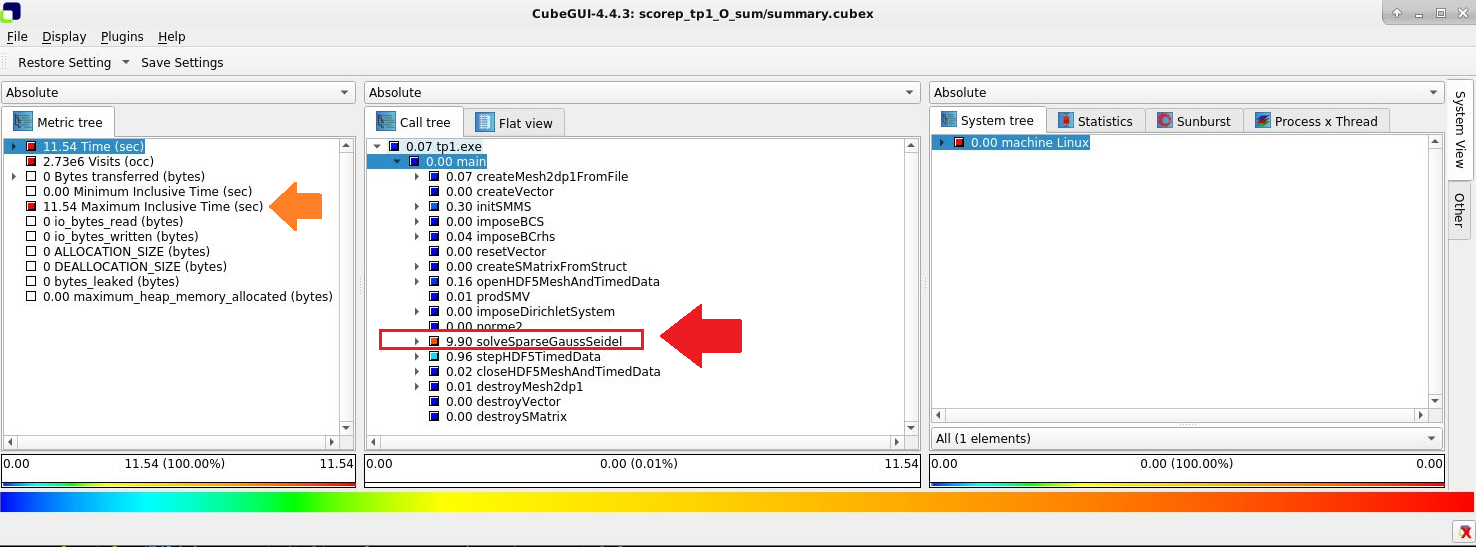 CubeGUI-4.4.3: scorep_tp1_O_sum/summary.cubex
File Display Plugins Help
Restore Setting Save Settings
Absolute
Metric tree
11.54 Time (sec)
2.73e6 Visits (occ)
0 Bytes transferred (bytes)
0.00 Minimum Inclusive Time (sec)
11.54 Maximum Inclusive Time (sec)
0 io_bytes_read (bytes)
0 io_bytes_written (bytes)
0 ALLOCATION_SIZE (bytes)
0 DEALLOCATION_SIZE (bytes)
0 bytes_leaked (bytes)
0.00 maximum_heap_memory_allocated (bytes)
0.00 11.54 (100.00%) 11.54
Absolute
Call tree Flat view
0.07 tp1.exe
0.00 main
0.07 createMesh2dp1FromFile
0.00 createVector
0.30 initSMMS
0.00 imposeBCS
0.04 imposeBCrhs
0.00 resetVector
0.00 createSMatrixFromStruct
0.16 openHDF5MeshAndTimedData
0.01 prodSMV
0.00 imposeDirichletSystem
0.00 norme2
9.90 solveSparseGaussSeidel
0.96 stepHDF5TimedData
0.02 closeHDF5MeshAndTimedData
0.01 destroyMesh2dp1
0.00 destroyVector
0.00 destroySMatrix
0.00 0.00 (0.01%) 11.54
Absolute
System tree Statistics Sunburst Process x Thread
0.00 machine Linux
All (1 elements)
0.00 0.00 (100.00%) 0.00
System View
Other